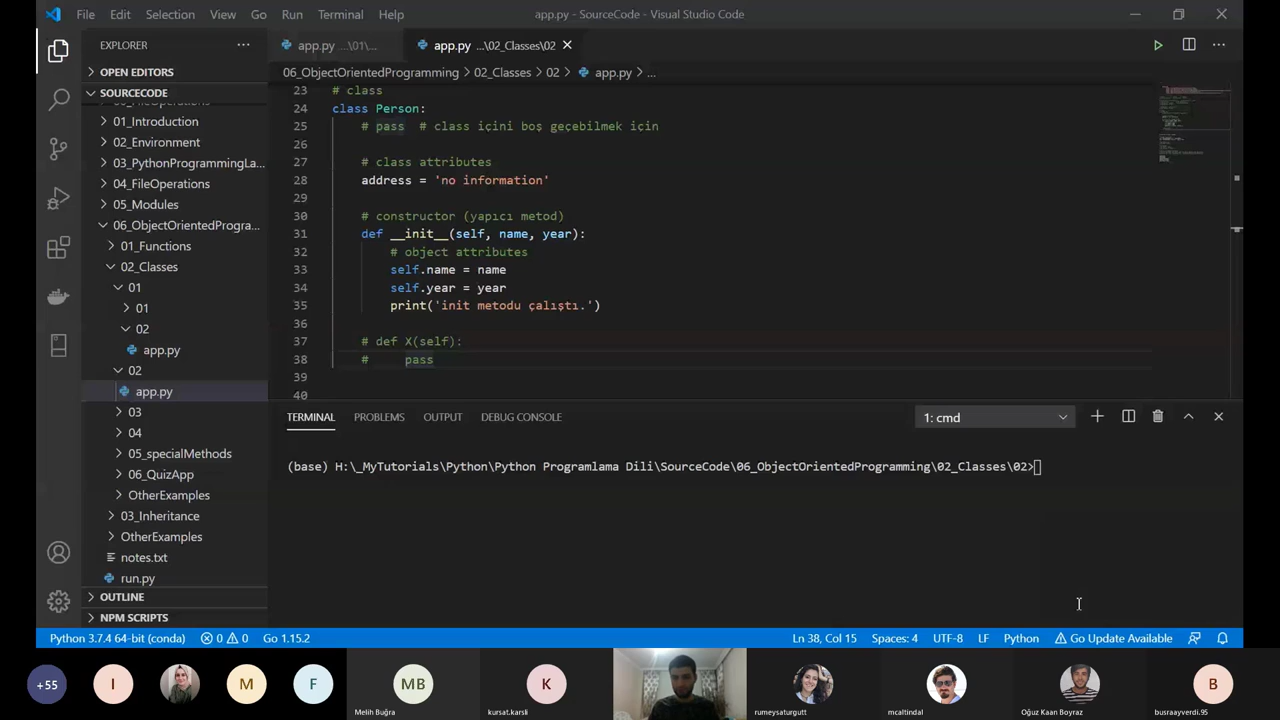 File Edit Selection View Go Run Terminal Help
app.py - SourceCode - Visual Studio Code
EXPLORER
OPEN EDITORS
SOURCECODE
01_Introduction
02_Environment
03_PythonProgrammingLa...
04_FileOperations
05_Modules
06_ObjectOrientedProgra...
01_Functions
02_Classes
01
01
02
app.py
02
app.py
03
04
05_specialMethods
06_QuizApp
OtherExamples
03_Inheritance
OtherExamples
notes.txt
run.py
OUTLINE
NPM SCRIPTS
app.py ...\01\...
app.py ...\02_Classes\02
06_ObjectOrientedProgramming > 02_Classes > 02 > app.py > ...
23 # class
24 class Person:
25 # pass # class içini boş geçebilmek için
26
27 # class attributes
28 address = 'no information'
29
30 # constructor (yapıcı metod)
31 def __init__(self, name, year):
32 # object attributes
33 self.name = name
34 self.year = year
35 print('init metodu çalıştı.')
36
37 # def X(self):
38 # pass
39
40
TERMINAL PROBLEMS OUTPUT DEBUG CONSOLE
1: cmd
(base) H:\_MyTutorials\Python\Python Programlama Dili\SourceCode\06_ObjectOrientedProgramming\02_Classes\02>
Python 3.7.4 64-bit (conda) 0 0 Go 1.15.2
Ln 38, Col 15 Spaces: 4 UTF-8 LF Python Go Update Available
+55 I M F MB K B
Melih Buğra kursat.karsli rumeysaturgutt mcaltindal Oğuz Kaan Boyraz busraayverdi.95